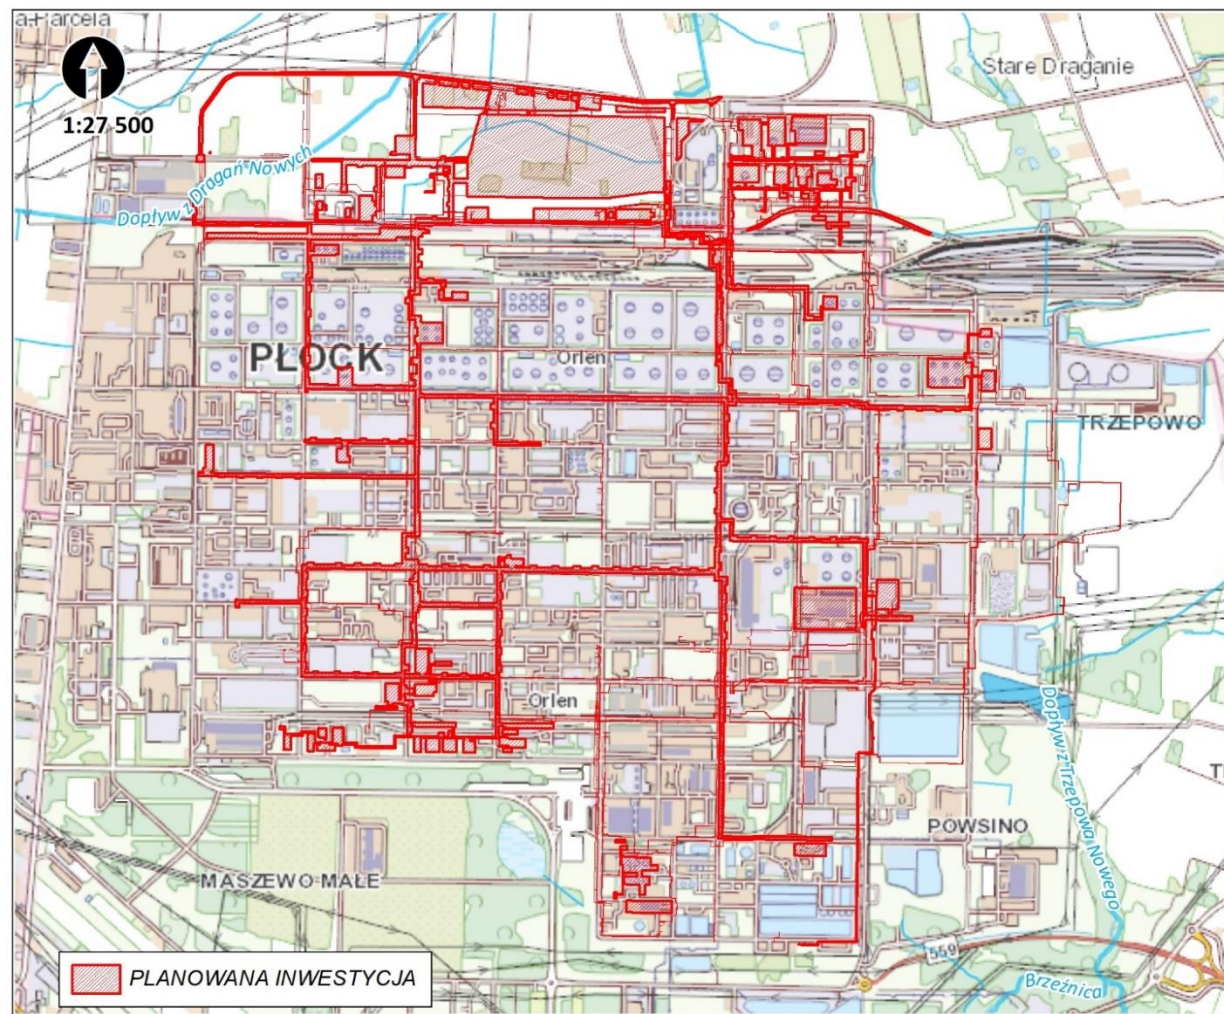 a Parcela
1:27 500
Stare Draganie
Dopływ z Dragań Nowych
PŁOCK
Orlen
TRZEPOWO
Orlen
Dopływ z Trzepowa Nowego
POWSINO
MASZEWO MAŁE
559
Brzeźnica
PLANOWANA INWESTYCJA